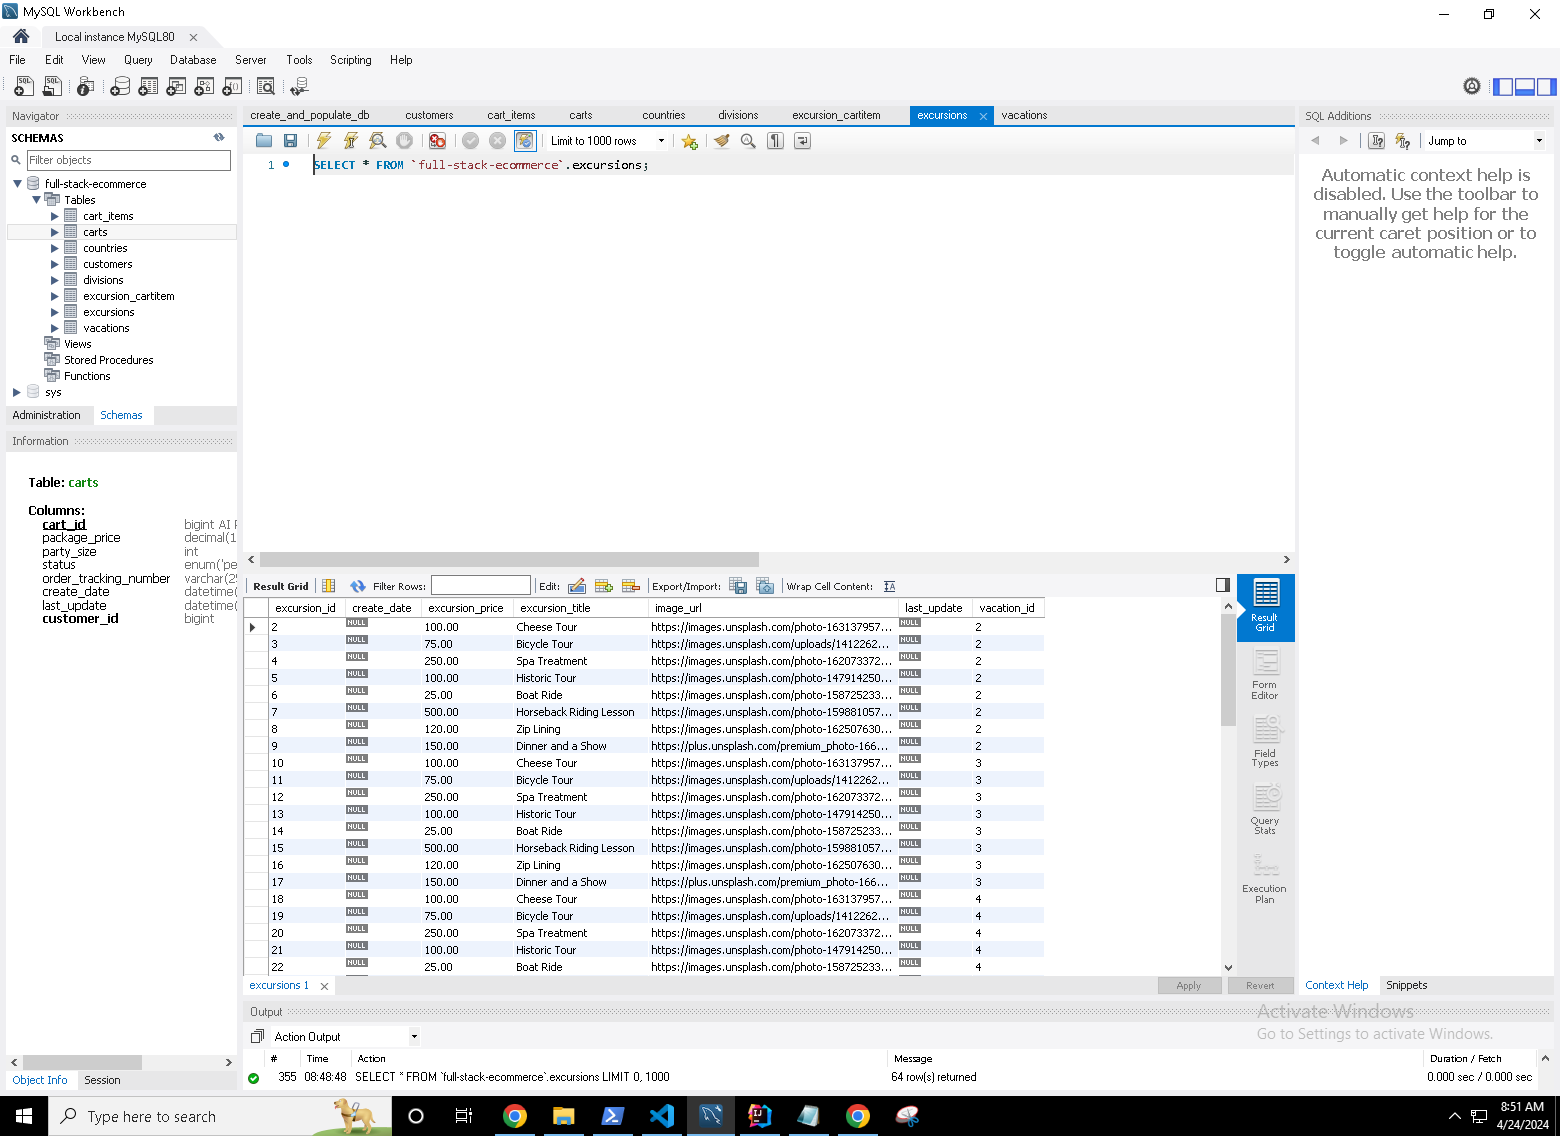 MySQL Workbench
Local instance MySQL80
File Edit View Query Database Server Tools Scripting Help
Navigator
SCHEMAS
Filter objects
full-stack-ecommerce
Tables
cart_items
carts
countries
customers
divisions
excursion_cartitem
excursions
vacations
Views
Stored Procedures
Functions
sys
Administration Schemas
Information
Table: carts
Columns:
cart_id bigint AI
package_price decimal(1
party_size int
status enum('pe
order_tracking_number varchar(25
create_date datetime(
last_update datetime(
customer_id bigint
Object Info Session
create_and_populate_db customers cart_items carts countries divisions excursion_cartitem excursions vacations
Limit to 1000 rows
1 SELECT * FROM `full-stack-ecommerce`.excursions;
Result Grid Filter Rows: Edit: Export/Import: Wrap Cell Content:
excursion_id create_date excursion_price excursion_title image_url last_update vacation_id
2 NULL 100.00 Cheese Tour https://images.unsplash.com/photo-163137957... NULL 2
3 NULL 75.00 Bicycle Tour https://images.unsplash.com/uploads/1412262... NULL 2
4 NULL 250.00 Spa Treatment https://images.unsplash.com/photo-162073372... NULL 2
5 NULL 100.00 Historic Tour https://images.unsplash.com/photo-147914250... NULL 2
6 NULL 25.00 Boat Ride https://images.unsplash.com/photo-158725233... NULL 2
7 NULL 500.00 Horseback Riding Lesson https://images.unsplash.com/photo-159881057... NULL 2
8 NULL 120.00 Zip Lining https://images.unsplash.com/photo-162507630... NULL 2
9 NULL 150.00 Dinner and a Show https://plus.unsplash.com/premium_photo-166... NULL 2
10 NULL 100.00 Cheese Tour https://images.unsplash.com/photo-163137957... NULL 3
11 NULL 75.00 Bicycle Tour https://images.unsplash.com/uploads/1412262... NULL 3
12 NULL 250.00 Spa Treatment https://images.unsplash.com/photo-162073372... NULL 3
13 NULL 100.00 Historic Tour https://images.unsplash.com/photo-147914250... NULL 3
14 NULL 25.00 Boat Ride https://images.unsplash.com/photo-158725233... NULL 3
15 NULL 500.00 Horseback Riding Lesson https://images.unsplash.com/photo-159881057... NULL 3
16 NULL 120.00 Zip Lining https://images.unsplash.com/photo-162507630... NULL 3
17 NULL 150.00 Dinner and a Show https://plus.unsplash.com/premium_photo-166... NULL 3
18 NULL 100.00 Cheese Tour https://images.unsplash.com/photo-163137957... NULL 4
19 NULL 75.00 Bicycle Tour https://images.unsplash.com/uploads/1412262... NULL 4
20 NULL 250.00 Spa Treatment https://images.unsplash.com/photo-162073372... NULL 4
21 NULL 100.00 Historic Tour https://images.unsplash.com/photo-147914250... NULL 4
22 NULL 25.00 Boat Ride https://images.unsplash.com/photo-158725233... NULL 4
excursions 1
Apply Revert
Result
Grid
Form
Editor
Field
Types
Query
Stats
Execution
Plan
SQL Additions
Jump to
Automatic context help is
disabled. Use the toolbar to
manually get help for the
current caret position or to
toggle automatic help.
Context Help Snippets
Output
Action Output
# Time Action Message Duration / Fetch
355 08:48:48 SELECT * FROM `full-stack-ecommerce`.excursions LIMIT 0, 1000 64 row(s) returned 0.000 sec / 0.000 sec
Activate Windows
Go to Settings to activate Windows.
Type here to search
8:51 AM
4/24/2024